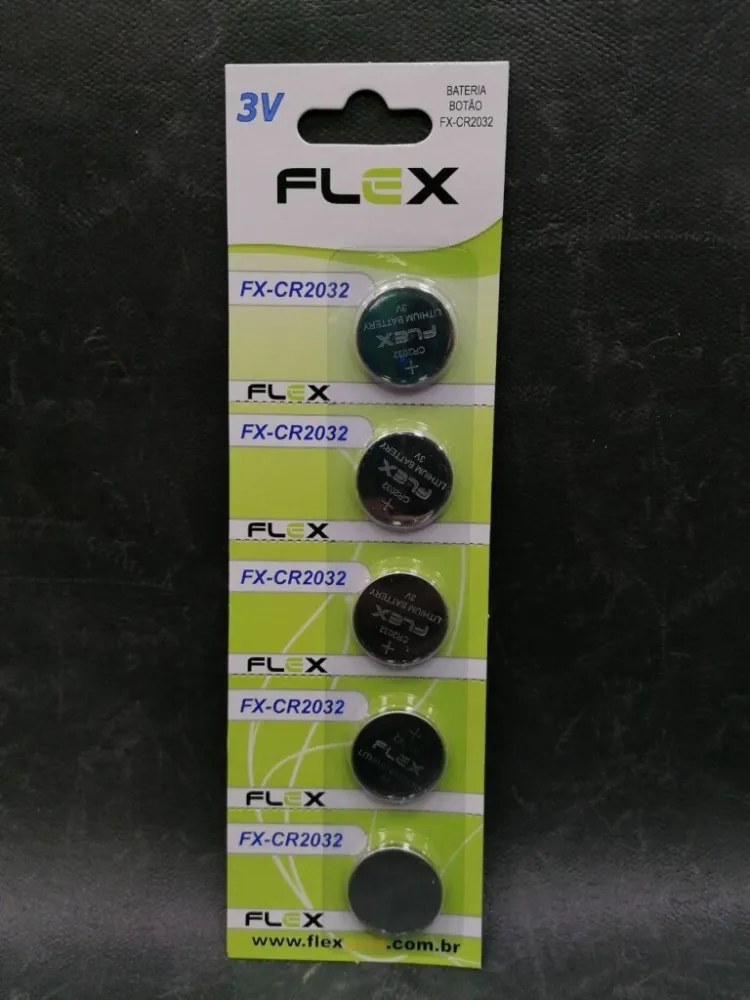 3V
BATERIA
BOTÃO
FX-CR2032
FLEX
FX-CR2032
LITHIUM BATTERY
3V
FLEX
CR2032
+
FLEX
FX-CR2032
LITHIUM BATTERY
3V
FLEX
CR2032
+
FLEX
FX-CR2032
LITHIUM BATTERY
3V
FLEX
CR2032
+
FLEX
FX-CR2032
+
FLEX
FLEX
FX-CR2032
FLEX
www.flex .com.br